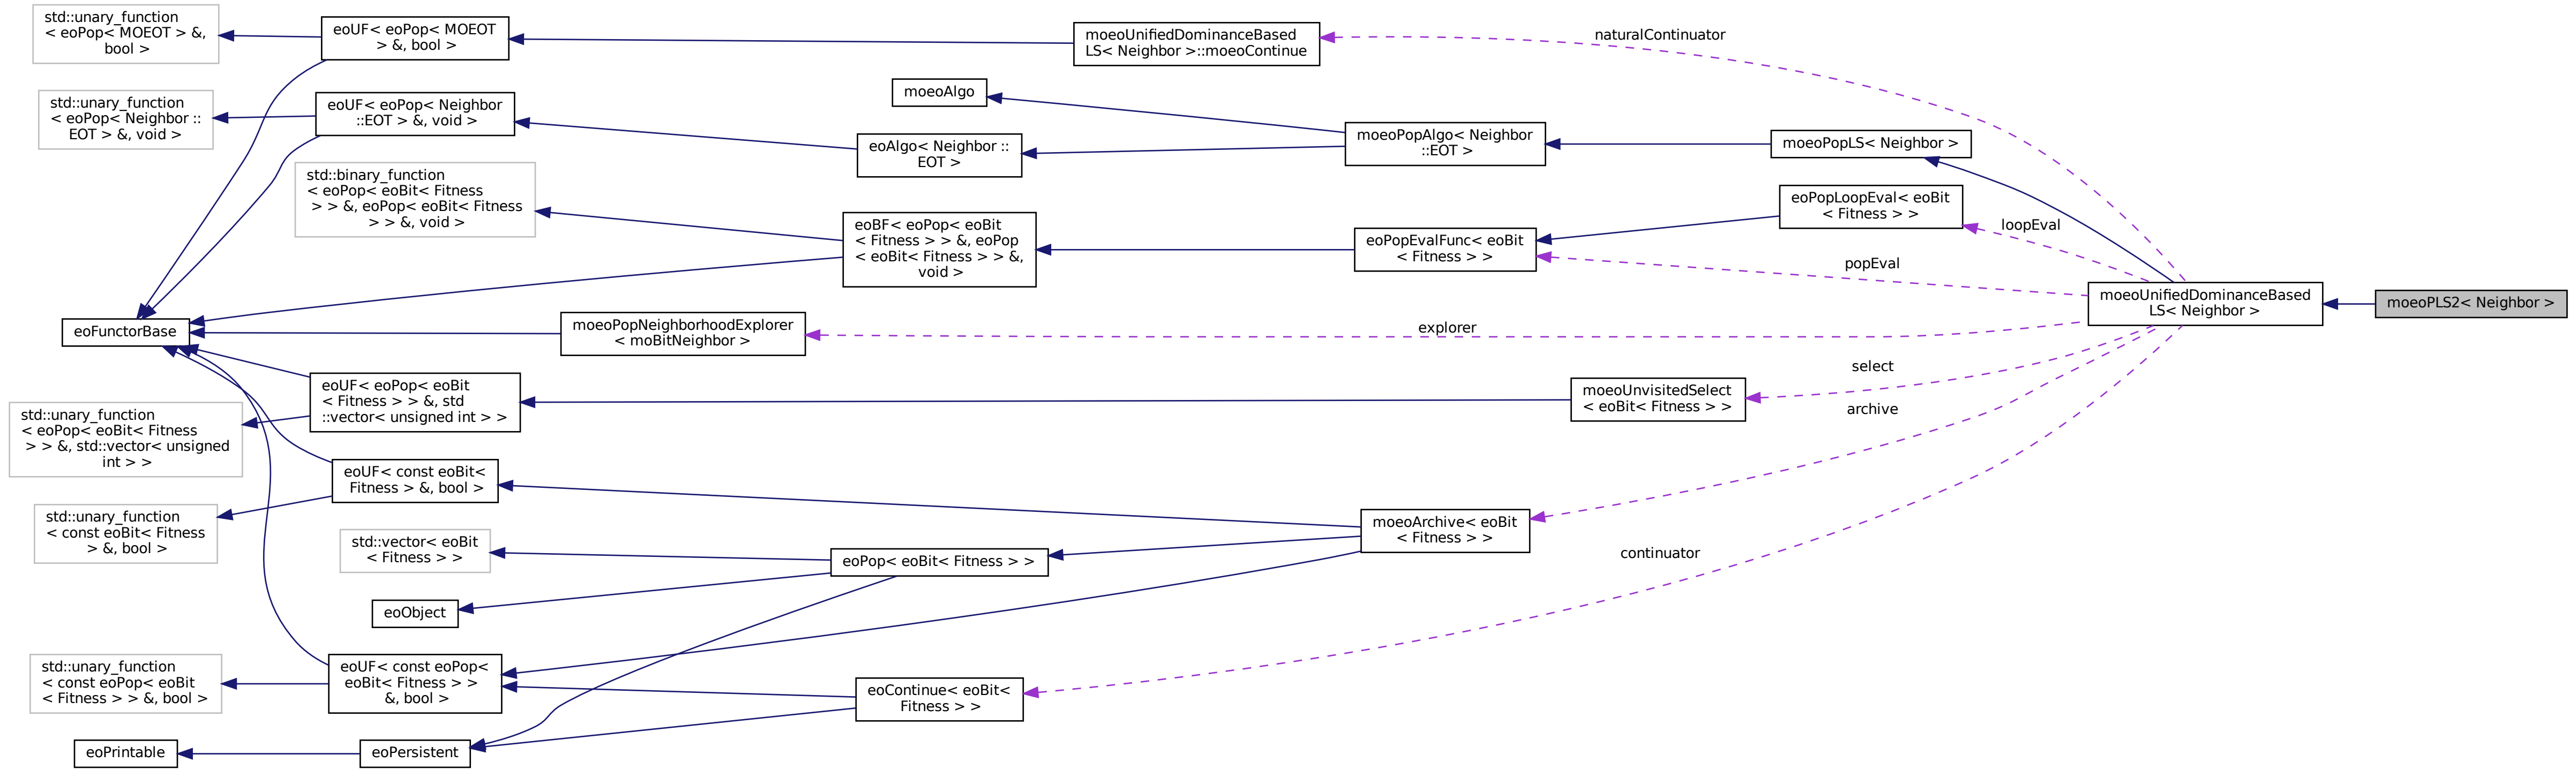 std::unary_function
< eoPop< MOEOT > &,
bool >
eoUF< eoPop< MOEOT
> &, bool >
moeoUnifiedDominanceBased
LS< Neighbor >::moeoContinue
naturalContinuator
std::unary_function
< eoPop< Neighbor ::
EOT > &, void >
eoUF< eoPop< Neighbor
::EOT > &, void >
moeoAlgo
eoAlgo< Neighbor ::
EOT >
moeoPopAlgo< Neighbor
::EOT >
moeoPopLS< Neighbor >
std::binary_function
< eoPop< eoBit< Fitness
> > &, eoPop< eoBit< Fitness
> > &, void >
eoBF< eoPop< eoBit
< Fitness > > &, eoPop
< eoBit< Fitness > > &,
void >
eoPopEvalFunc< eoBit
< Fitness > >
eoPopLoopEval< eoBit
< Fitness > >
loopEval
popEval
moeoUnifiedDominanceBased
LS< Neighbor >
moeoPLS2< Neighbor >
eoFunctorBase
moeoPopNeighborhoodExplorer
< moBitNeighbor >
explorer
eoUF< eoPop< eoBit
< Fitness > > &, std
::vector< unsigned int > >
moeoUnvisitedSelect
< eoBit< Fitness > >
select
archive
std::unary_function
< eoPop< eoBit< Fitness
> > &, std::vector< unsigned
int > >
eoUF< const eoBit<
Fitness > &, bool >
std::unary_function
< const eoBit< Fitness
> &, bool >
std::vector< eoBit
< Fitness > >
eoPop< eoBit< Fitness > >
moeoArchive< eoBit
< Fitness > >
continuator
eoObject
std::unary_function
< const eoPop< eoBit
< Fitness > > &, bool >
eoUF< const eoPop<
eoBit< Fitness > >
&, bool >
eoContinue< eoBit<
Fitness > >
eoPrintable
eoPersistent